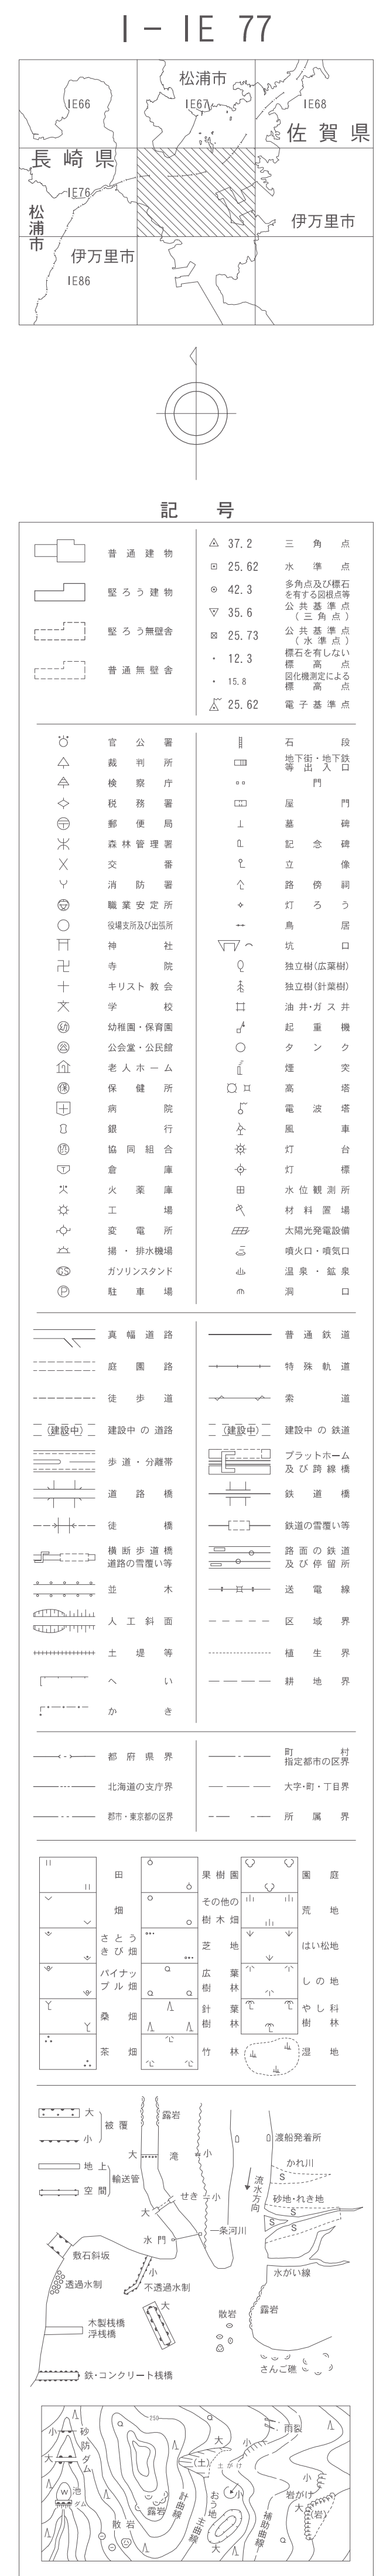 I－IE 77
松浦市
IE66
IE67
IE68
佐賀県
長崎県
IE76
松浦市
伊万里市
伊万里市
IE86
記号
普通建物
堅ろう建物
堅ろう無壁舎
普通無壁舎
37.2 三角点
25.62 水準点
42.3 多角点及び標石を有する図根点等
35.6 公共基準点（三角点）
25.73 公共基準点（水準点）
12.3 標石を有しない標高点
15.8 図化機測定による標高点
25.62 電子基準点
官公署
裁判所
検察庁
税務署
郵便局
森林管理署
交番
消防署
職業安定所
役場支所及び出張所
神社
寺院
キリスト教会
学校
幼稚園・保育園
公会堂・公民館
老人ホーム
保健所
病院
銀行
協同組合
倉庫
火薬庫
工場
変電所
揚・排水機場
GS ガソリンスタンド
P 駐車場
石段
地下街・地下鉄等出入口
門
屋門
墓碑
記念碑
立像
路傍祠
灯ろう
鳥居
坑口
独立樹(広葉樹)
独立樹(針葉樹)
油井・ガス井
起重機
タンク
煙突
高塔
電波塔
風車
灯台
灯標
水位観測所
材料置場
太陽光発電設備
噴火口・噴気口
温泉・鉱泉
洞口
真幅道路
庭園路
徒歩道
(建設中) 建設中の道路
歩道・分離帯
道路橋
徒橋
横断歩道橋
道路の雪覆い等
並木
人工斜面
土堤等
へい
かき
普通鉄道
特殊軌道
索道
(建設中) 建設中の鉄道
プラットホーム
及び跨線橋
鉄道橋
鉄道の雪覆い等
路面の鉄道
及び停留所
送電線
区域界
植生界
耕地界
都府県界
北海道の支庁界
郡市・東京都の区界
町村
指定都市の区界
大字・町・丁目界
所属界
田
畑
さとうきび畑
パイナップル畑
桑畑
茶畑
果樹園
その他の樹木畑
芝地
広葉樹林
針葉樹林
竹林
園庭
荒地
はい松地
しの地
やし科樹林
湿地
大
小
被覆
地上
空間
輸送管
露岩
大
滝
小
せき
小
大
水門
一条河川
渡船発着所
かれ川
流水方向
S
砂地・れき地
S
S
水がい線
敷石斜坂
透過水制
小
不透過水制
大
木製桟橋
浮桟橋
鉄・コンクリート桟橋
散岩
露岩
さんご礁
小
大
砂防ダム
250
大
(土)
土がけ
小
雨裂
W
池
ダム
露岩
散岩
計曲線
主曲線
おう地
小
大
補助曲線
小
岩がけ
大
(岩)